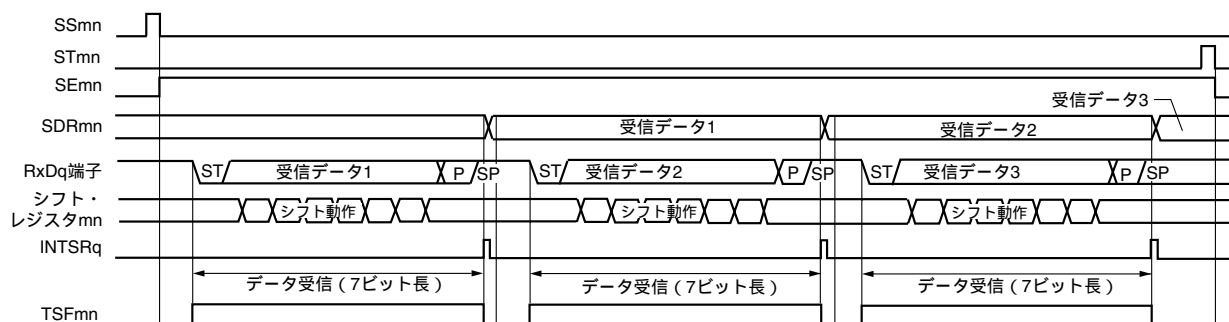 SSmn
STmn
SEmn
受信データ3
SDRmn 受信データ1 受信データ2
RxDq端子 ST 受信データ1 P SP ST 受信データ2 P SP ST 受信データ3 P SP
シフト・
レジスタmn シフト動作 シフト動作 シフト動作
INTSRq
データ受信（7ビット長） データ受信（7ビット長） データ受信（7ビット長）
TSFmn